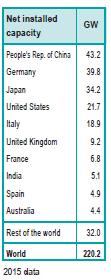 Net installed capacity GW
People's Rep. of China 43.2
Germany 39.8
Japan 34.2
United States 21.7
Italy 18.9
United Kingdom 9.2
France 6.8
India 5.1
Spain 4.9
Australia 4.4
Rest of the world 32.0
World 220.2
2015 data